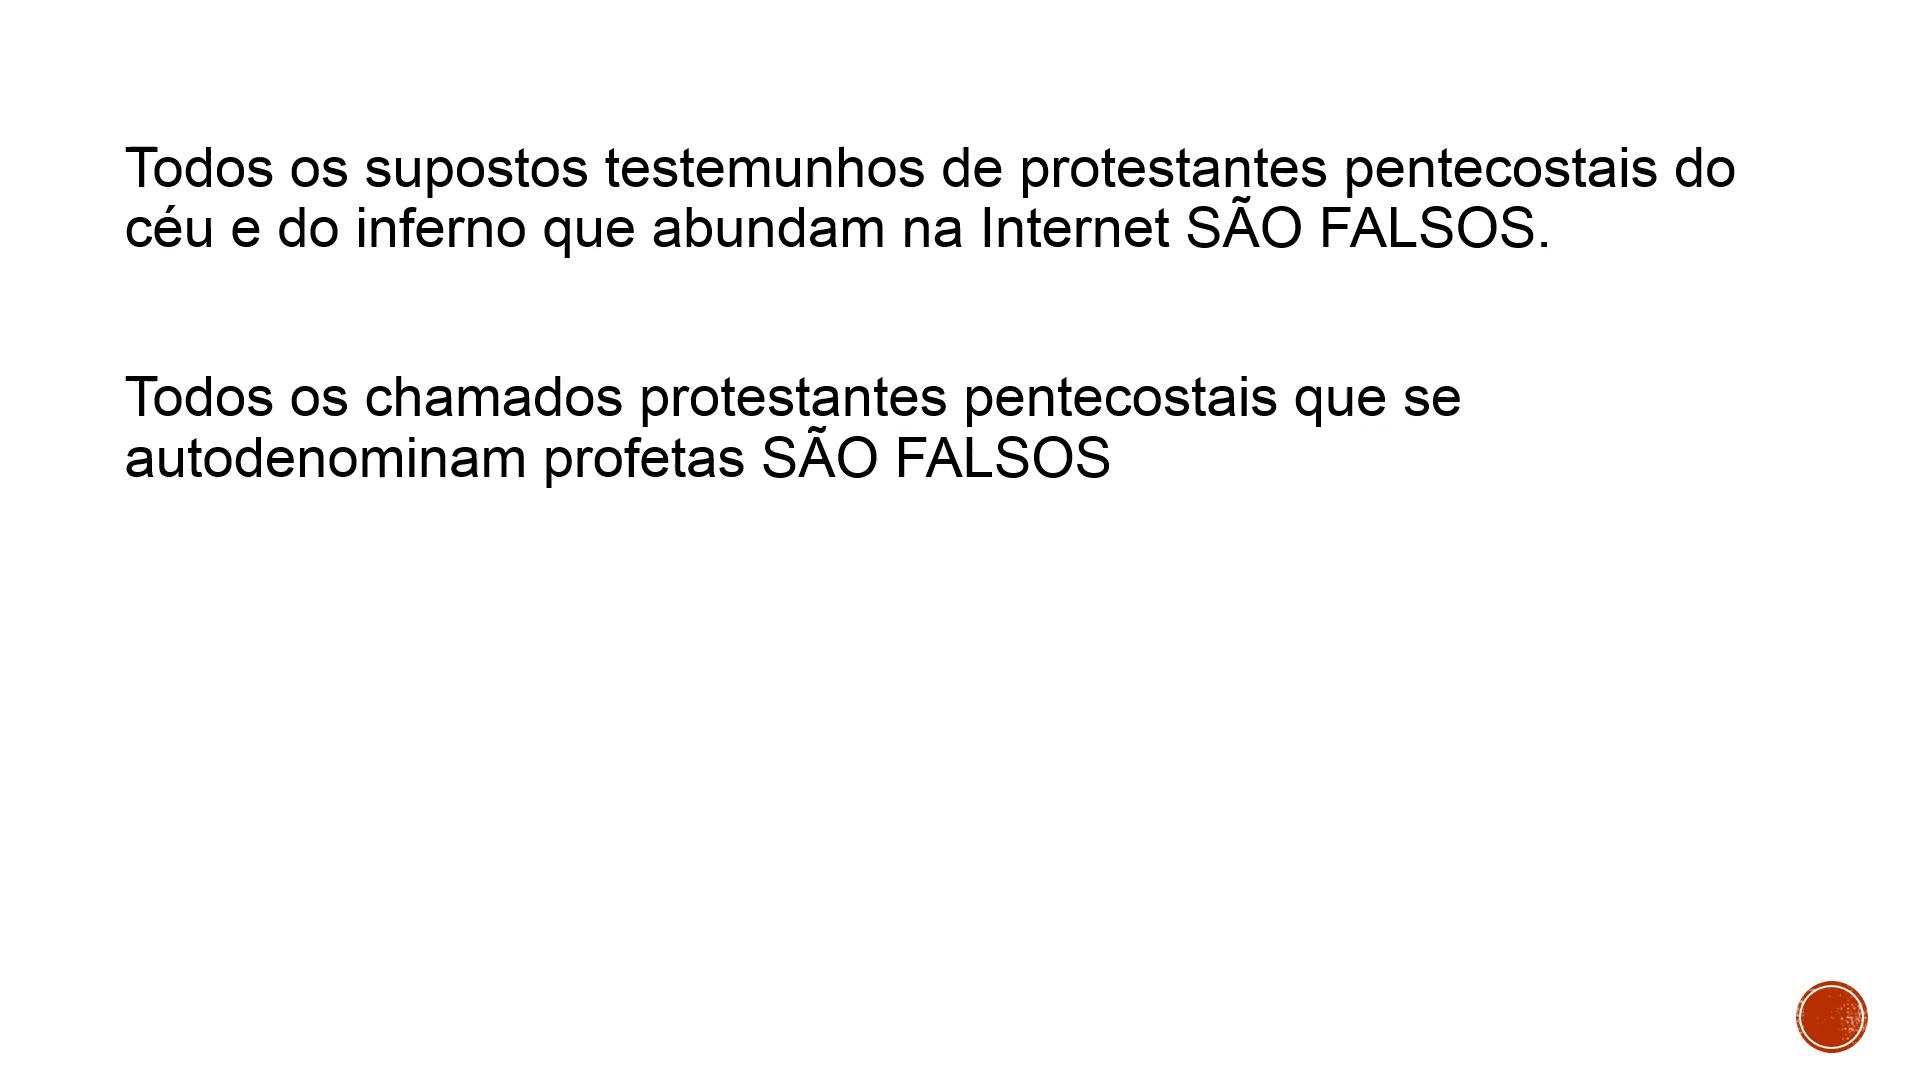 Todos os supostos testemunhos de protestantes pentecostais do
céu e do inferno que abundam na Internet SÃO FALSOS.
Todos os chamados protestantes pentecostais que se
autodenominam profetas SÃO FALSOS